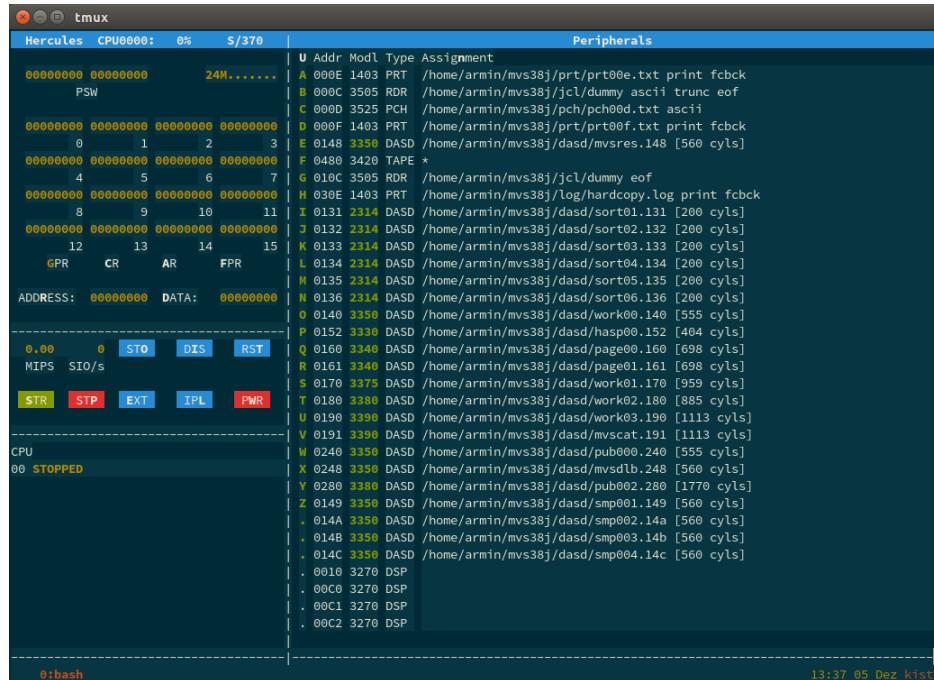 tmux
Hercules CPU0000: 0% S/370 | Peripherals
| U Addr Modl Type Assignment
00000000 00000000 24M....... | A 000E 1403 PRT /home/armin/mvs38j/prt/prt00e.txt print fcbck
PSW | B 000C 3505 RDR /home/armin/mvs38j/jcl/dummy ascii trunc eof
| C 000D 3525 PCH /home/armin/mvs38j/pch/pch00d.txt ascii
00000000 00000000 00000000 00000000 | D 000F 1403 PRT /home/armin/mvs38j/prt/prt00f.txt print fcbck
0 1 2 3 | E 0148 3350 DASD /home/armin/mvs38j/dasd/mvsres.148 [560 cyls]
00000000 00000000 00000000 00000000 | F 0480 3420 TAPE *
4 5 6 7 | G 010C 3505 RDR /home/armin/mvs38j/jcl/dummy eof
00000000 00000000 00000000 00000000 | H 030E 1403 PRT /home/armin/mvs38j/log/hardcopy.log print fcbck
8 9 10 11 | I 0131 2314 DASD /home/armin/mvs38j/dasd/sort01.131 [200 cyls]
00000000 00000000 00000000 00000000 | J 0132 2314 DASD /home/armin/mvs38j/dasd/sort02.132 [200 cyls]
12 13 14 15 | K 0133 2314 DASD /home/armin/mvs38j/dasd/sort03.133 [200 cyls]
GPR CR AR FPR | L 0134 2314 DASD /home/armin/mvs38j/dasd/sort04.134 [200 cyls]
| M 0135 2314 DASD /home/armin/mvs38j/dasd/sort05.135 [200 cyls]
ADDRESS: 00000000 DATA: 00000000 | N 0136 2314 DASD /home/armin/mvs38j/dasd/sort06.136 [200 cyls]
| O 0140 3350 DASD /home/armin/mvs38j/dasd/work00.140 [555 cyls]
--------------------------------------| P 0152 3330 DASD /home/armin/mvs38j/dasd/hasp00.152 [404 cyls]
0.00 0 STO DIS RST | Q 0160 3340 DASD /home/armin/mvs38j/dasd/page00.160 [698 cyls]
MIPS SIO/s | R 0161 3340 DASD /home/armin/mvs38j/dasd/page01.161 [698 cyls]
| S 0170 3375 DASD /home/armin/mvs38j/dasd/work01.170 [959 cyls]
STR STP EXT IPL PWR | T 0180 3380 DASD /home/armin/mvs38j/dasd/work02.180 [885 cyls]
| U 0190 3390 DASD /home/armin/mvs38j/dasd/work03.190 [1113 cyls]
--------------------------------------| V 0191 3390 DASD /home/armin/mvs38j/dasd/mvscat.191 [1113 cyls]
CPU | W 0240 3350 DASD /home/armin/mvs38j/dasd/pub000.240 [555 cyls]
00 STOPPED | X 0248 3350 DASD /home/armin/mvs38j/dasd/mvsdlb.248 [560 cyls]
| Y 0280 3380 DASD /home/armin/mvs38j/dasd/pub002.280 [1770 cyls]
| Z 0149 3350 DASD /home/armin/mvs38j/dasd/smp001.149 [560 cyls]
| . 014A 3350 DASD /home/armin/mvs38j/dasd/smp002.14a [560 cyls]
| . 014B 3350 DASD /home/armin/mvs38j/dasd/smp003.14b [560 cyls]
| . 014C 3350 DASD /home/armin/mvs38j/dasd/smp004.14c [560 cyls]
| . 0010 3270 DSP
| . 00C0 3270 DSP
| . 00C1 3270 DSP
| . 00C2 3270 DSP
0:bash 13:37 05 Dez kist